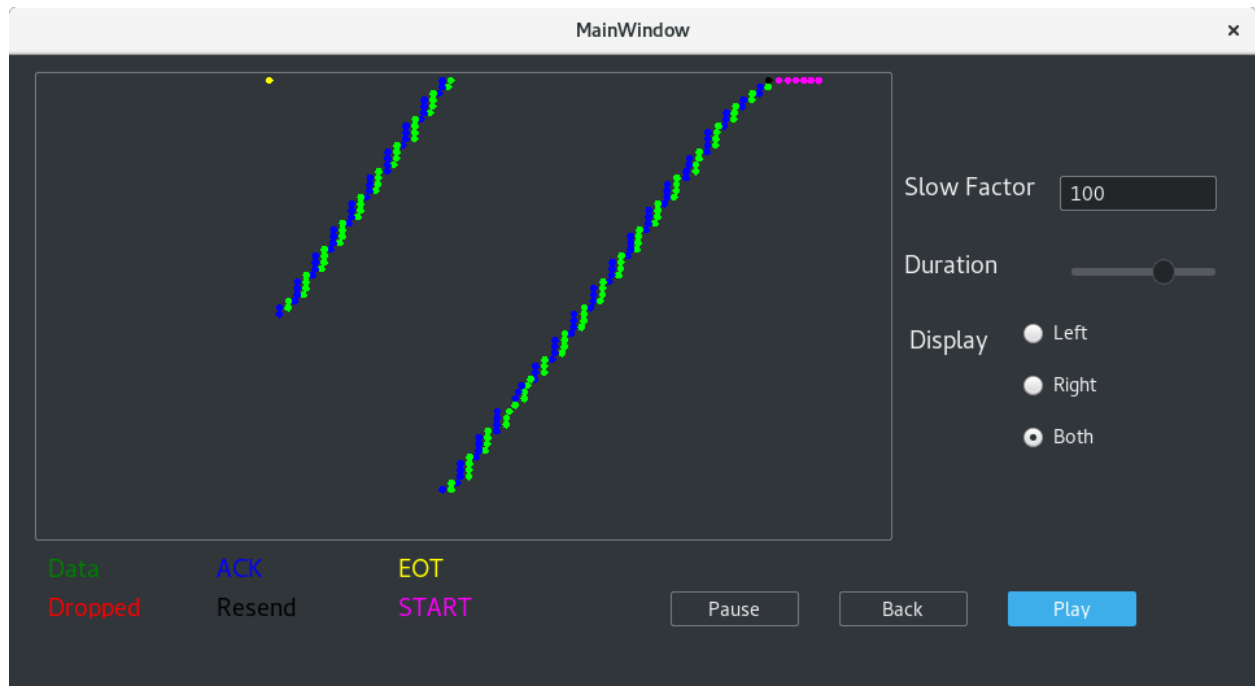 MainWindow
×
Slow Factor 100
Duration
Display Left
Right
Both
Data ACK EOT
Dropped Resend START
Pause Back Play